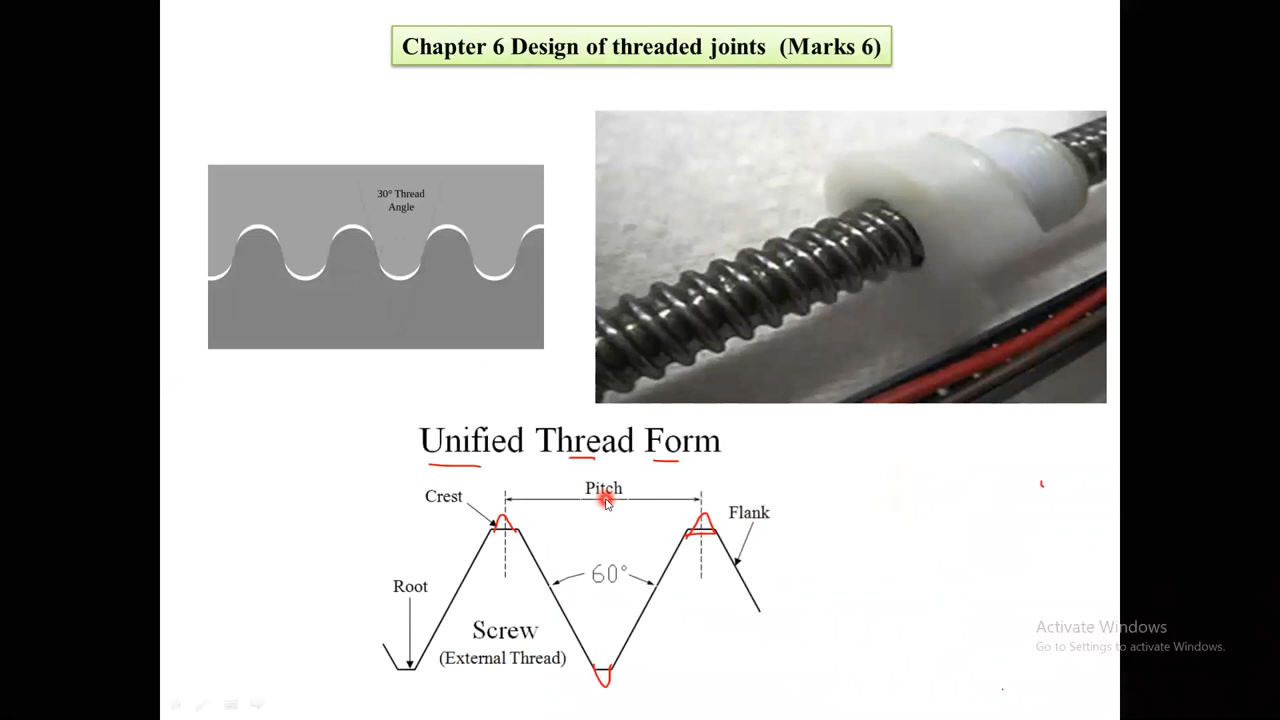 Chapter 6 Design of threaded joints (Marks 6)
30° Thread
Angle
Unified Thread Form
Pitch
Crest
Flank
60°
Root
Screw
(External Thread)
Activate Windows
Go to Settings to activate Windows.